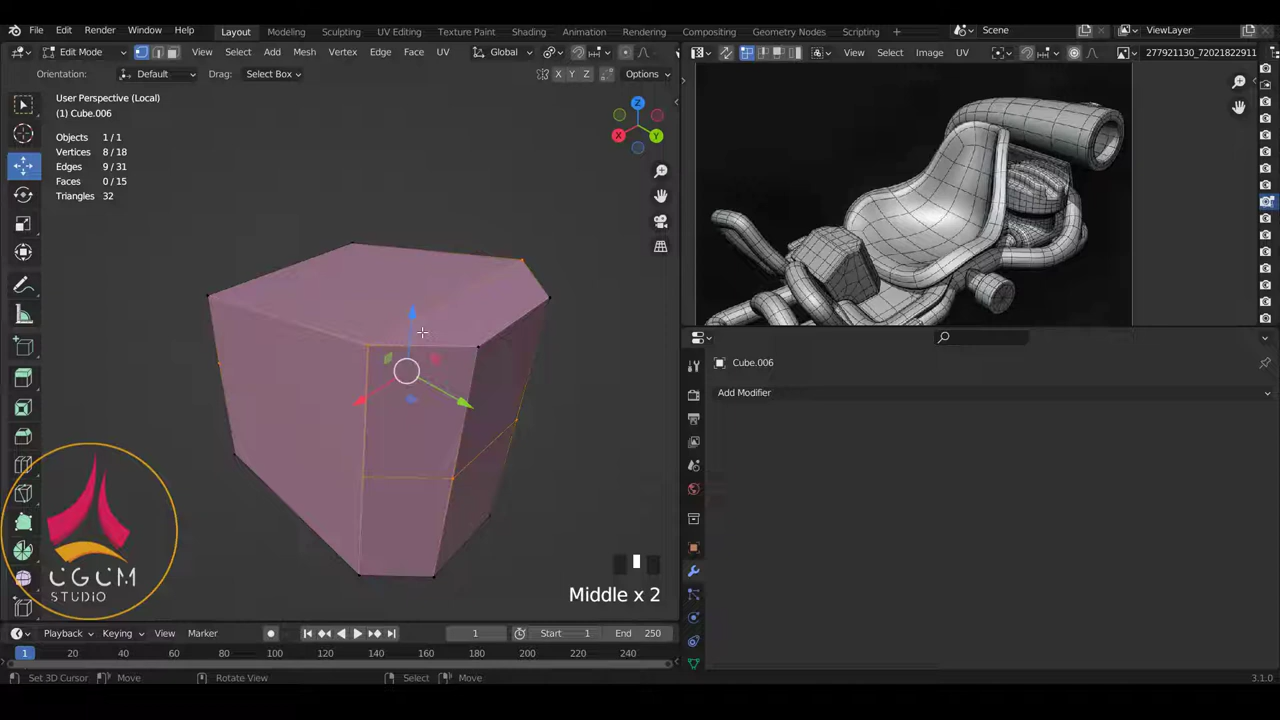 File Edit Render Window Help Layout Modeling Sculpting UV Editing Texture Paint Shading Animation Rendering Compositing Geometry Nodes Scripting + Scene ViewLayer
Edit Mode View Select Add Mesh Vertex Edge Face UV Global View Select Image UV 277921130_72021822911
Orientation: Default Drag: Select Box X Y Z Options
User Perspective (Local)
(1) Cube.006
Objects 1 / 1
Vertices 8 / 18
Edges 9 / 31
Faces 0 / 15
Triangles 32
Z
X
Y
Cube.006
Add Modifier
CGCM
STUDIO
Middle x 2
Playback Keying View Marker 1 Start 1 End 250
1 20 40 60 80 100 120 140 160 180 200 220 240
Set 3D Cursor Move Rotate View Select Move 3.1.0